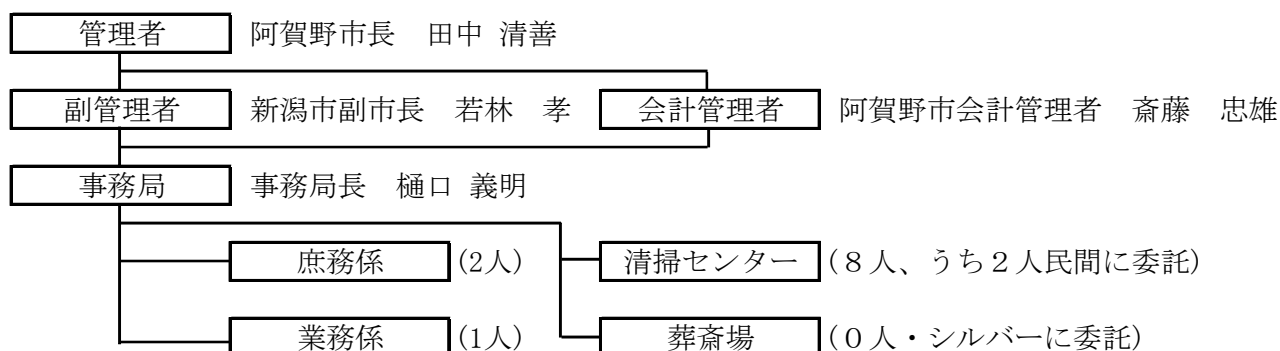 管理者 阿賀野市長 田中 清善
副管理者 新潟市副市長 若林 孝 会計管理者 阿賀野市会計管理者 斎藤 忠雄
事務局 事務局長 樋口 義明
庶務係 (2人) 清掃センター (８人、うち２人民間に委託)
業務係 (1人) 葬斎場 (０人・シルバーに委託)